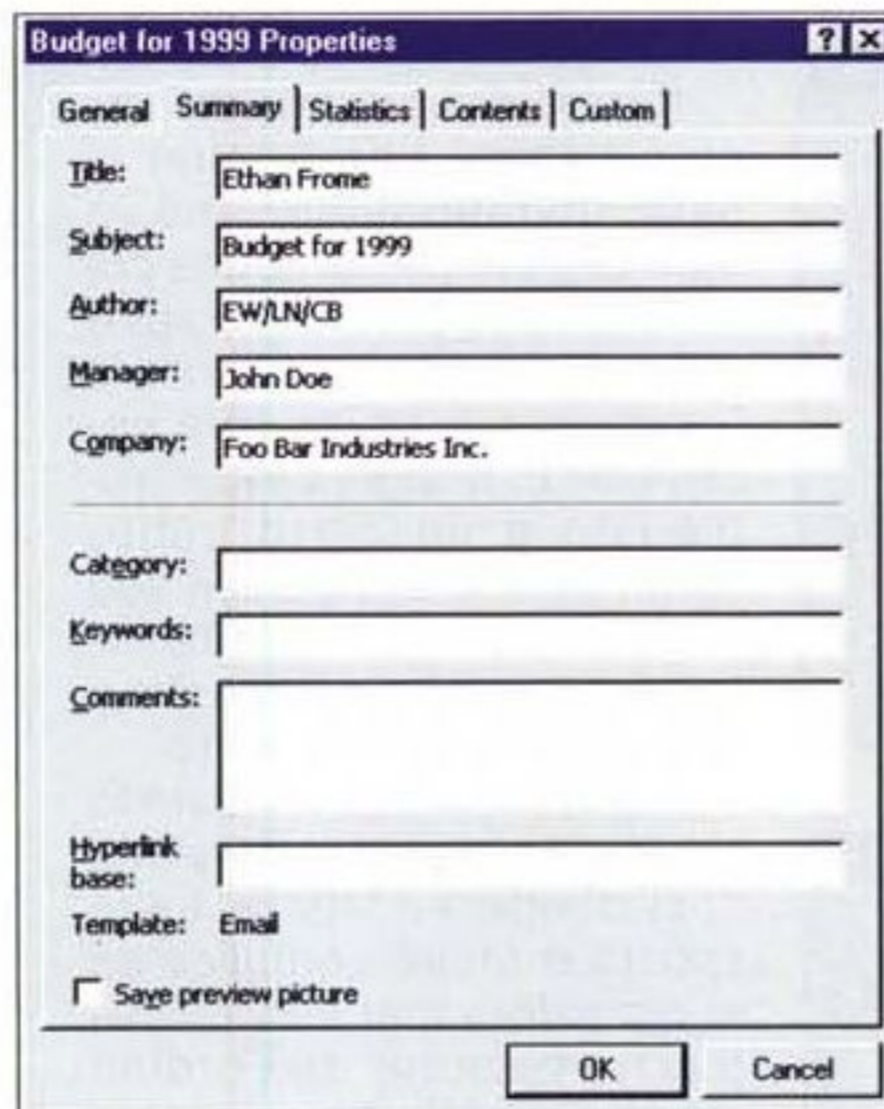 Budget for 1999 Properties
General Summary Statistics Contents Custom
Title: Ethan Frome
Subject: Budget for 1999
Author: EW/LN/CB
Manager: John Doe
Company: Foo Bar Industries Inc.
Category:
Keywords:
Comments:
Hyperlink base:
Template: Email
Save preview picture
OK Cancel